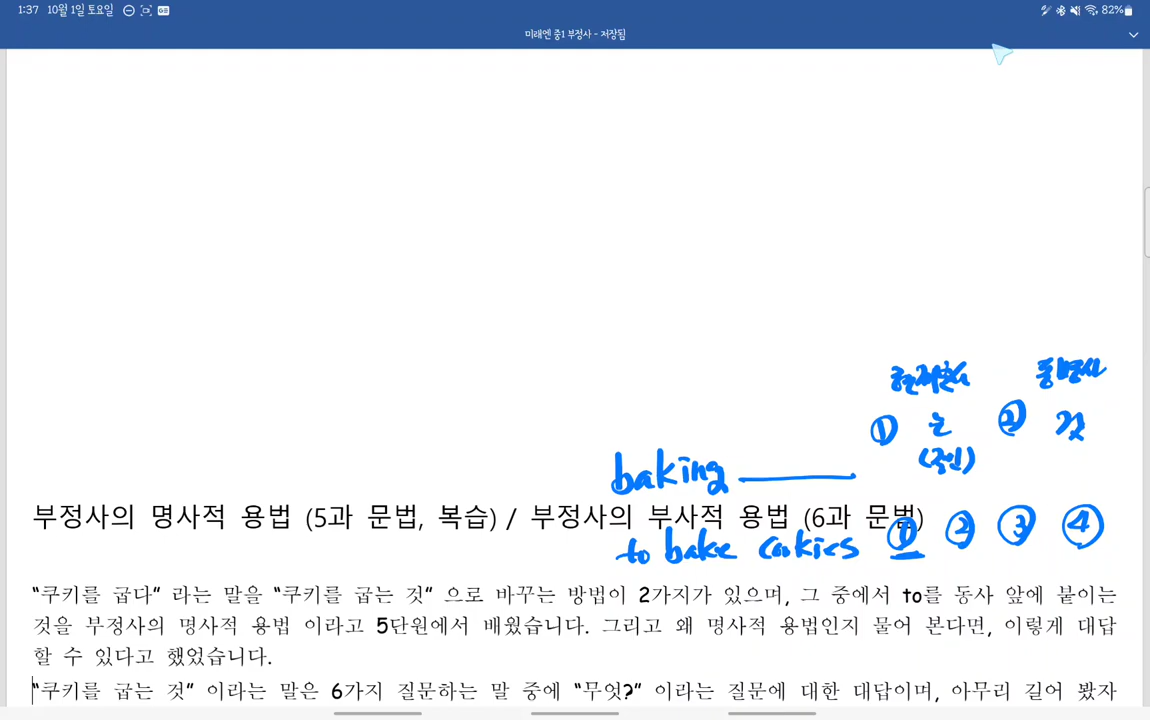 1:37 10월 1일 토요일 82%
미래엔 중1 부정사 - 저장됨
현재분사 동명사
① 는 ② 것
baking
부정사의 명사적 용법 (5과 문법, 복습) / 부정사의 부사적 용법 (6과 문법)
to bake cookies ① ② ③ ④
“쿠키를 굽다” 라는 말을 “쿠키를 굽는 것” 으로 바꾸는 방법이 2가지가 있으며, 그 중에서 to를 동사 앞에 붙이는
것을 부정사의 명사적 용법 이라고 5단원에서 배웠습니다. 그리고 왜 명사적 용법인지 물어 본다면, 이렇게 대답
할 수 있다고 했었습니다.
“쿠키를 굽는 것” 이라는 말은 6가지 질문하는 말 중에 “무엇?” 이라는 질문에 대한 대답이며, 아무리 길어 봤자